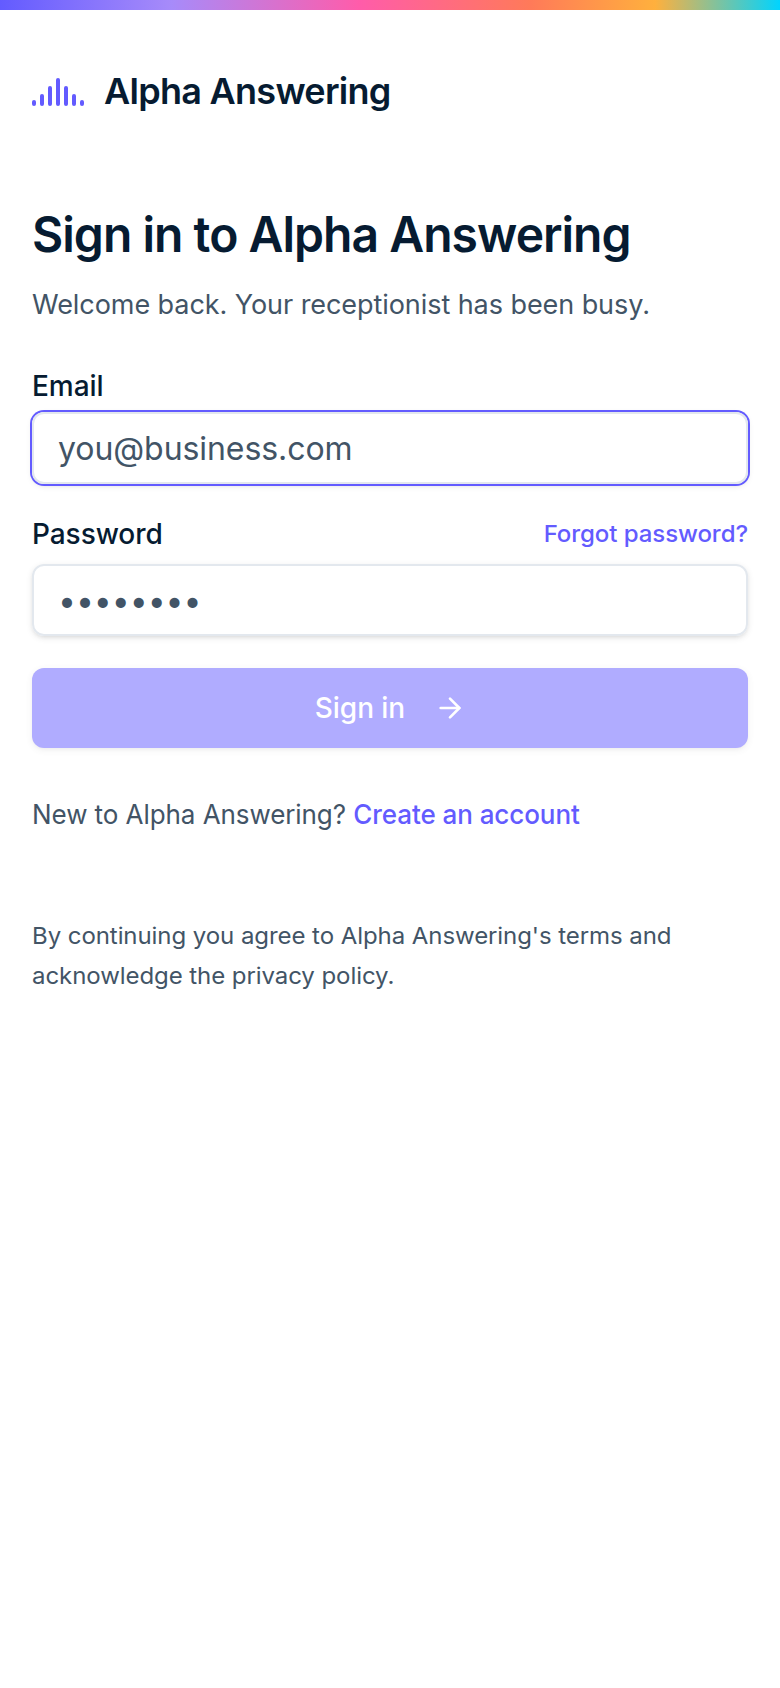 Alpha Answering
Sign in to Alpha Answering
Welcome back. Your receptionist has been busy.
Email
you@business.com
Password
Forgot password?
••••••••
Sign in →
New to Alpha Answering? Create an account
By continuing you agree to Alpha Answering's terms and
acknowledge the privacy policy.